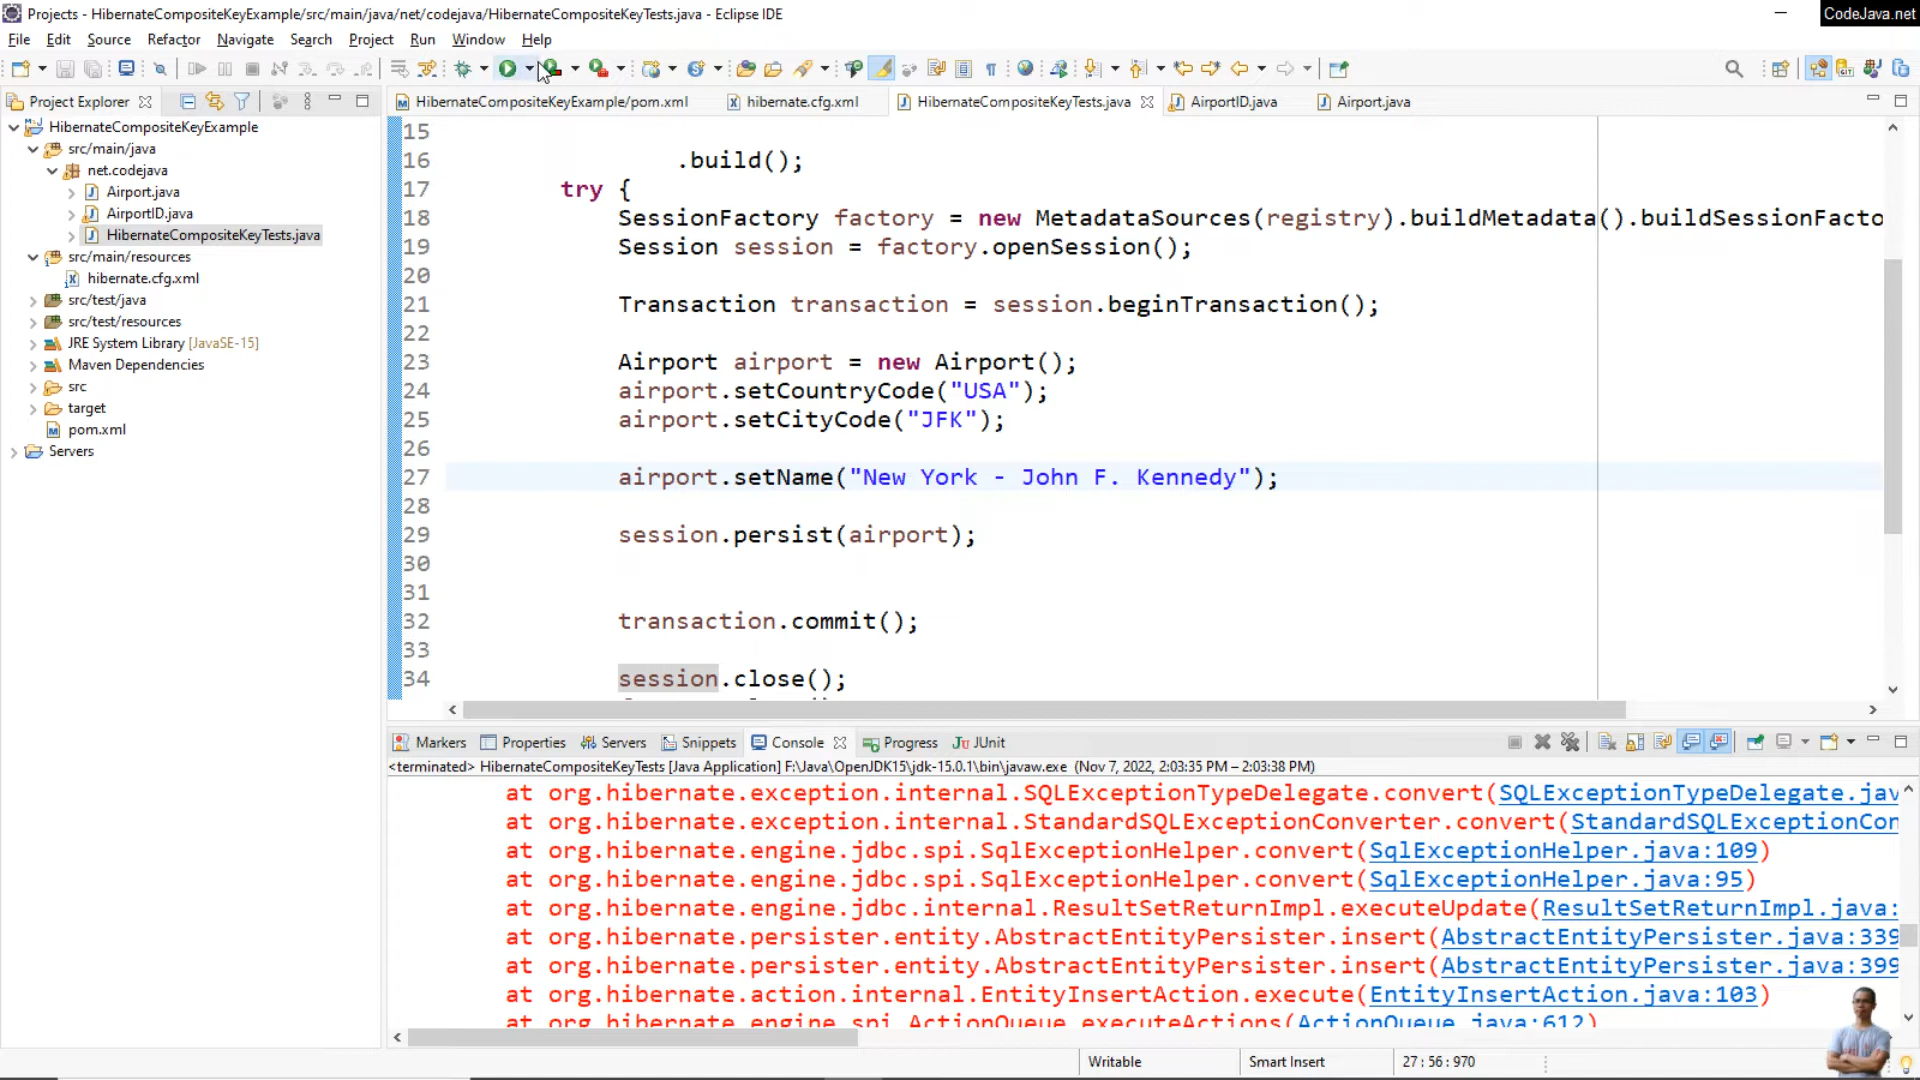 Projects - HibernateCompositeKeyExample/src/main/java/net/codejava/HibernateCompositeKeyTests.java - Eclipse IDE
CodeJava.net
File Edit Source Refactor Navigate Search Project Run Window Help
Project Explorer
HibernateCompositeKeyExample/pom.xml
hibernate.cfg.xml
HibernateCompositeKeyTests.java
AirportID.java
Airport.java
HibernateCompositeKeyExample
src/main/java
net.codejava
Airport.java
AirportID.java
HibernateCompositeKeyTests.java
src/main/resources
hibernate.cfg.xml
src/test/java
src/test/resources
JRE System Library [JavaSE-15]
Maven Dependencies
src
target
pom.xml
Servers
15
16 .build();
17 try {
18 SessionFactory factory = new MetadataSources(registry).buildMetadata().buildSessionFacto
19 Session session = factory.openSession();
20
21 Transaction transaction = session.beginTransaction();
22
23 Airport airport = new Airport();
24 airport.setCountryCode("USA");
25 airport.setCityCode("JFK");
26
27 airport.setName("New York - John F. Kennedy");
28
29 session.persist(airport);
30
31
32 transaction.commit();
33
34 session.close();
Markers Properties Servers Snippets Console Progress JUnit
<terminated> HibernateCompositeKeyTests [Java Application] F:\Java\OpenJDK15\jdk-15.0.1\bin\javaw.exe (Nov 7, 2022, 2:03:35 PM – 2:03:38 PM)
at org.hibernate.exception.internal.SQLExceptionTypeDelegate.convert(SQLExceptionTypeDelegate.jav
at org.hibernate.exception.internal.StandardSQLExceptionConverter.convert(StandardSQLExceptionCon
at org.hibernate.engine.jdbc.spi.SqlExceptionHelper.convert(SqlExceptionHelper.java:109)
at org.hibernate.engine.jdbc.spi.SqlExceptionHelper.convert(SqlExceptionHelper.java:95)
at org.hibernate.engine.jdbc.internal.ResultSetReturnImpl.executeUpdate(ResultSetReturnImpl.java:
at org.hibernate.persister.entity.AbstractEntityPersister.insert(AbstractEntityPersister.java:339
at org.hibernate.persister.entity.AbstractEntityPersister.insert(AbstractEntityPersister.java:399
at org.hibernate.action.internal.EntityInsertAction.execute(EntityInsertAction.java:103)
at org.hibernate.engine.spi.ActionQueue.executeActions(ActionQueue.java:612)
Writable Smart Insert 27 : 56 : 970